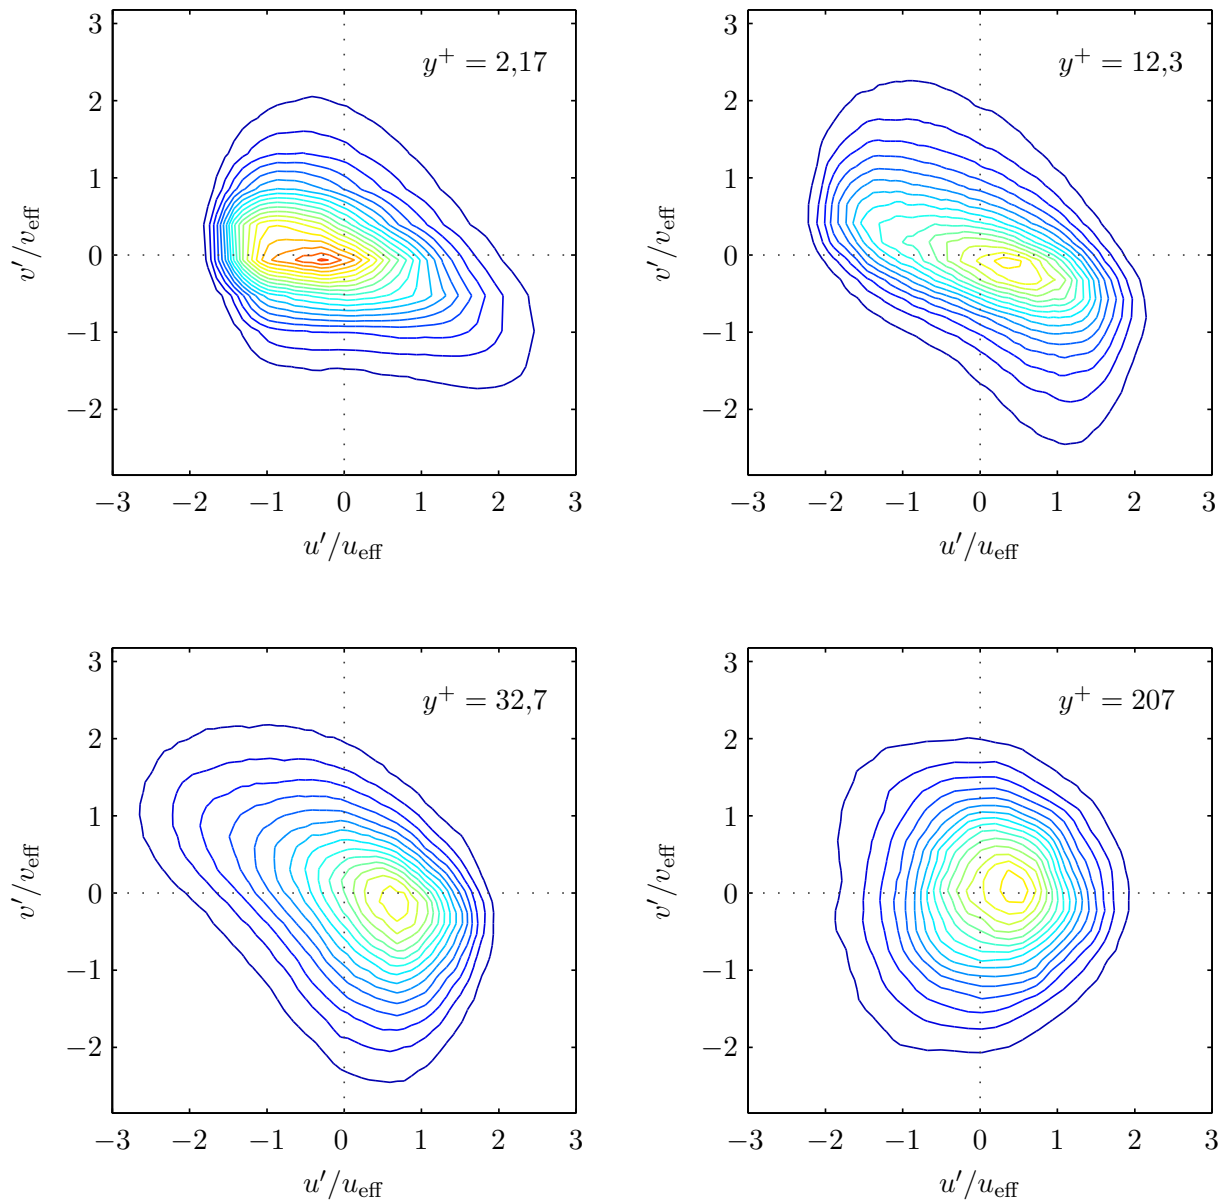 3
2
1
0
−1
−2
v′/v_eff
y⁺ = 2,17
−3 −2 −1 0 1 2 3
u′/u_eff
3
2
1
0
−1
−2
v′/v_eff
y⁺ = 12,3
−3 −2 −1 0 1 2 3
u′/u_eff
3
2
1
0
−1
−2
v′/v_eff
y⁺ = 32,7
−3 −2 −1 0 1 2 3
u′/u_eff
3
2
1
0
−1
−2
v′/v_eff
y⁺ = 207
−3 −2 −1 0 1 2 3
u′/u_eff